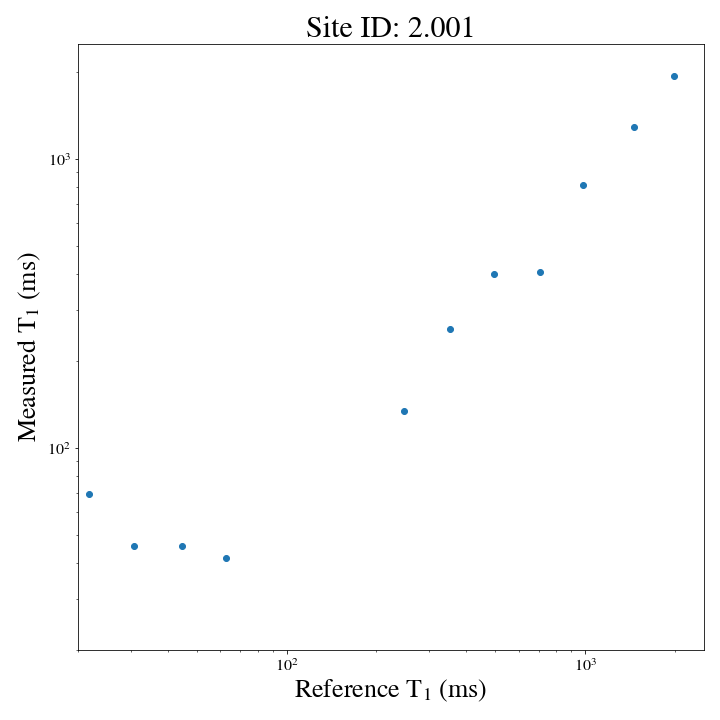 Site ID: 2.001
10³
10²
Measured T₁ (ms)
10² 10³
Reference T₁ (ms)